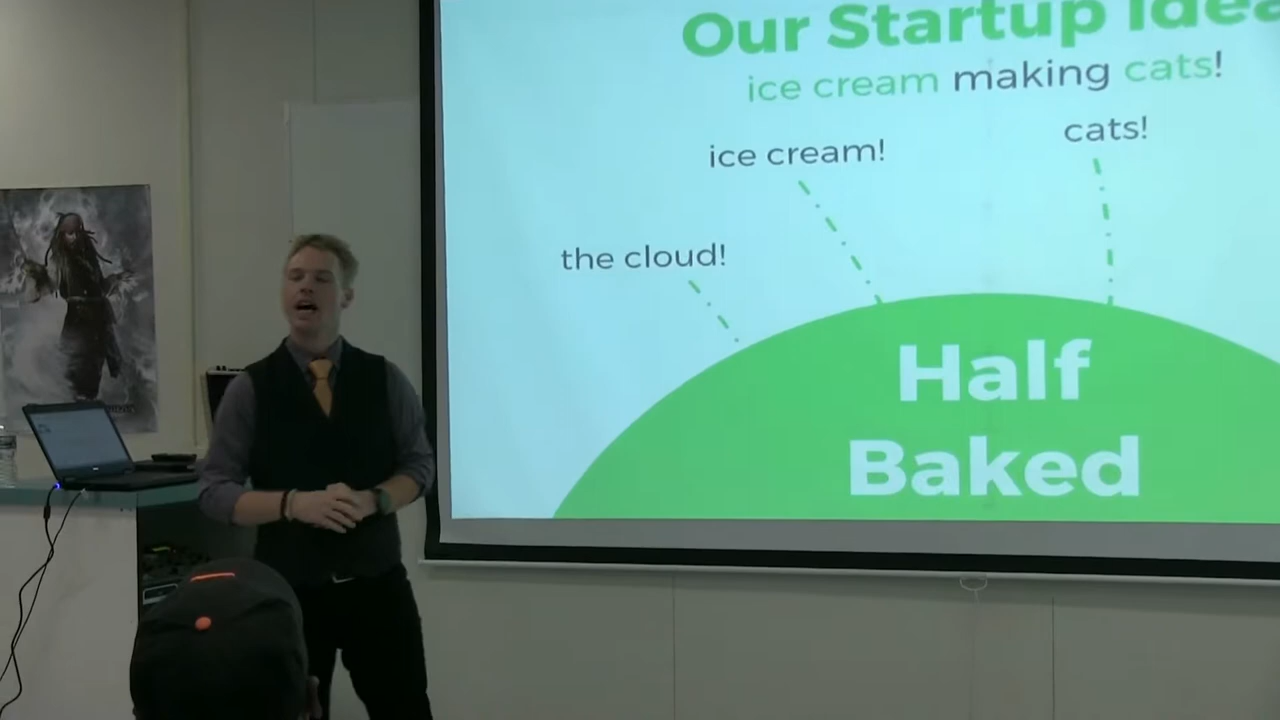 Our Startup Idea
ice cream making cats!
cats!
ice cream!
the cloud!
Half
Baked